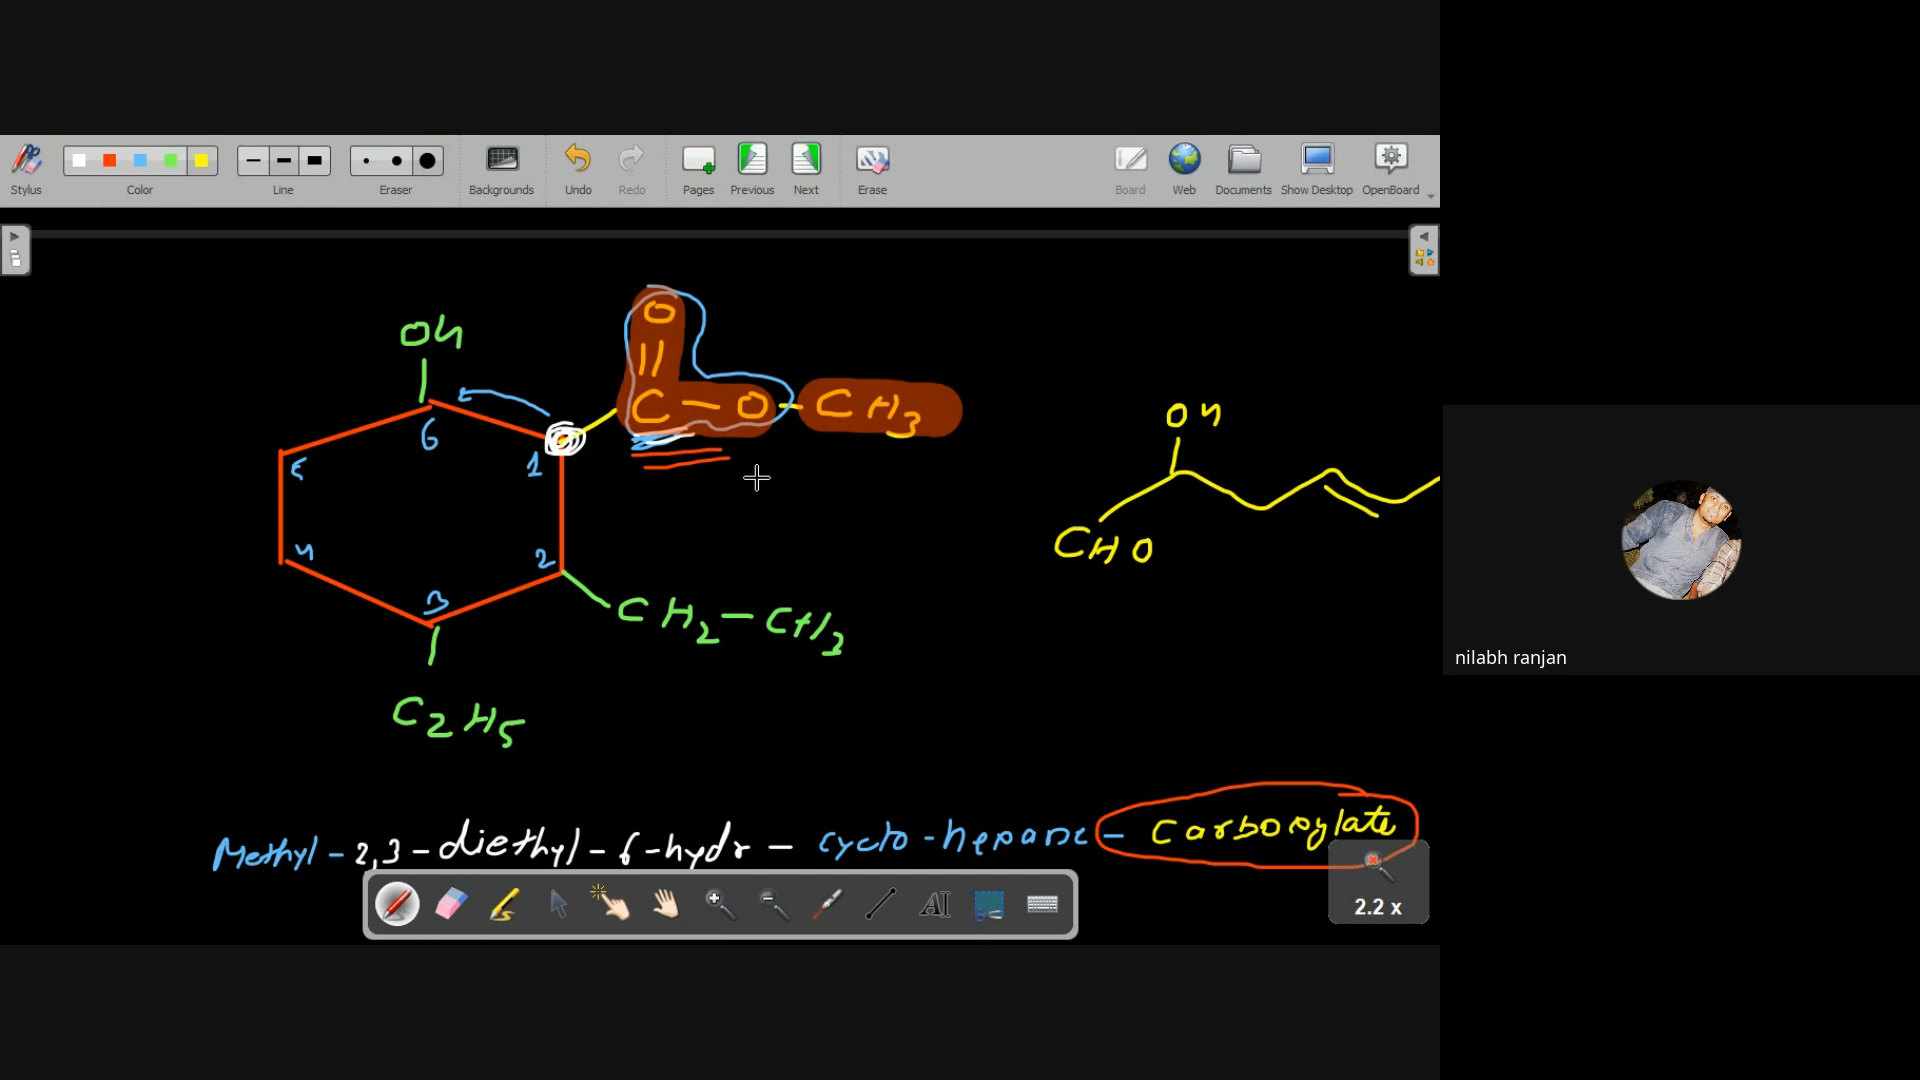 Stylus Color Line Eraser Backgrounds Undo Redo Pages Previous Next Erase Board Web Documents Show Desktop OpenBoard
O
OH
||
C — O — CH3
6
1
5
OH
4
2
CHO
3
CH2 — CH3
C2H5
nilabh ranjan
Methyl - 2,3 - diethyl - 6 - hydr — cyclo - hexane - Carboxylate
AI
2.2 x